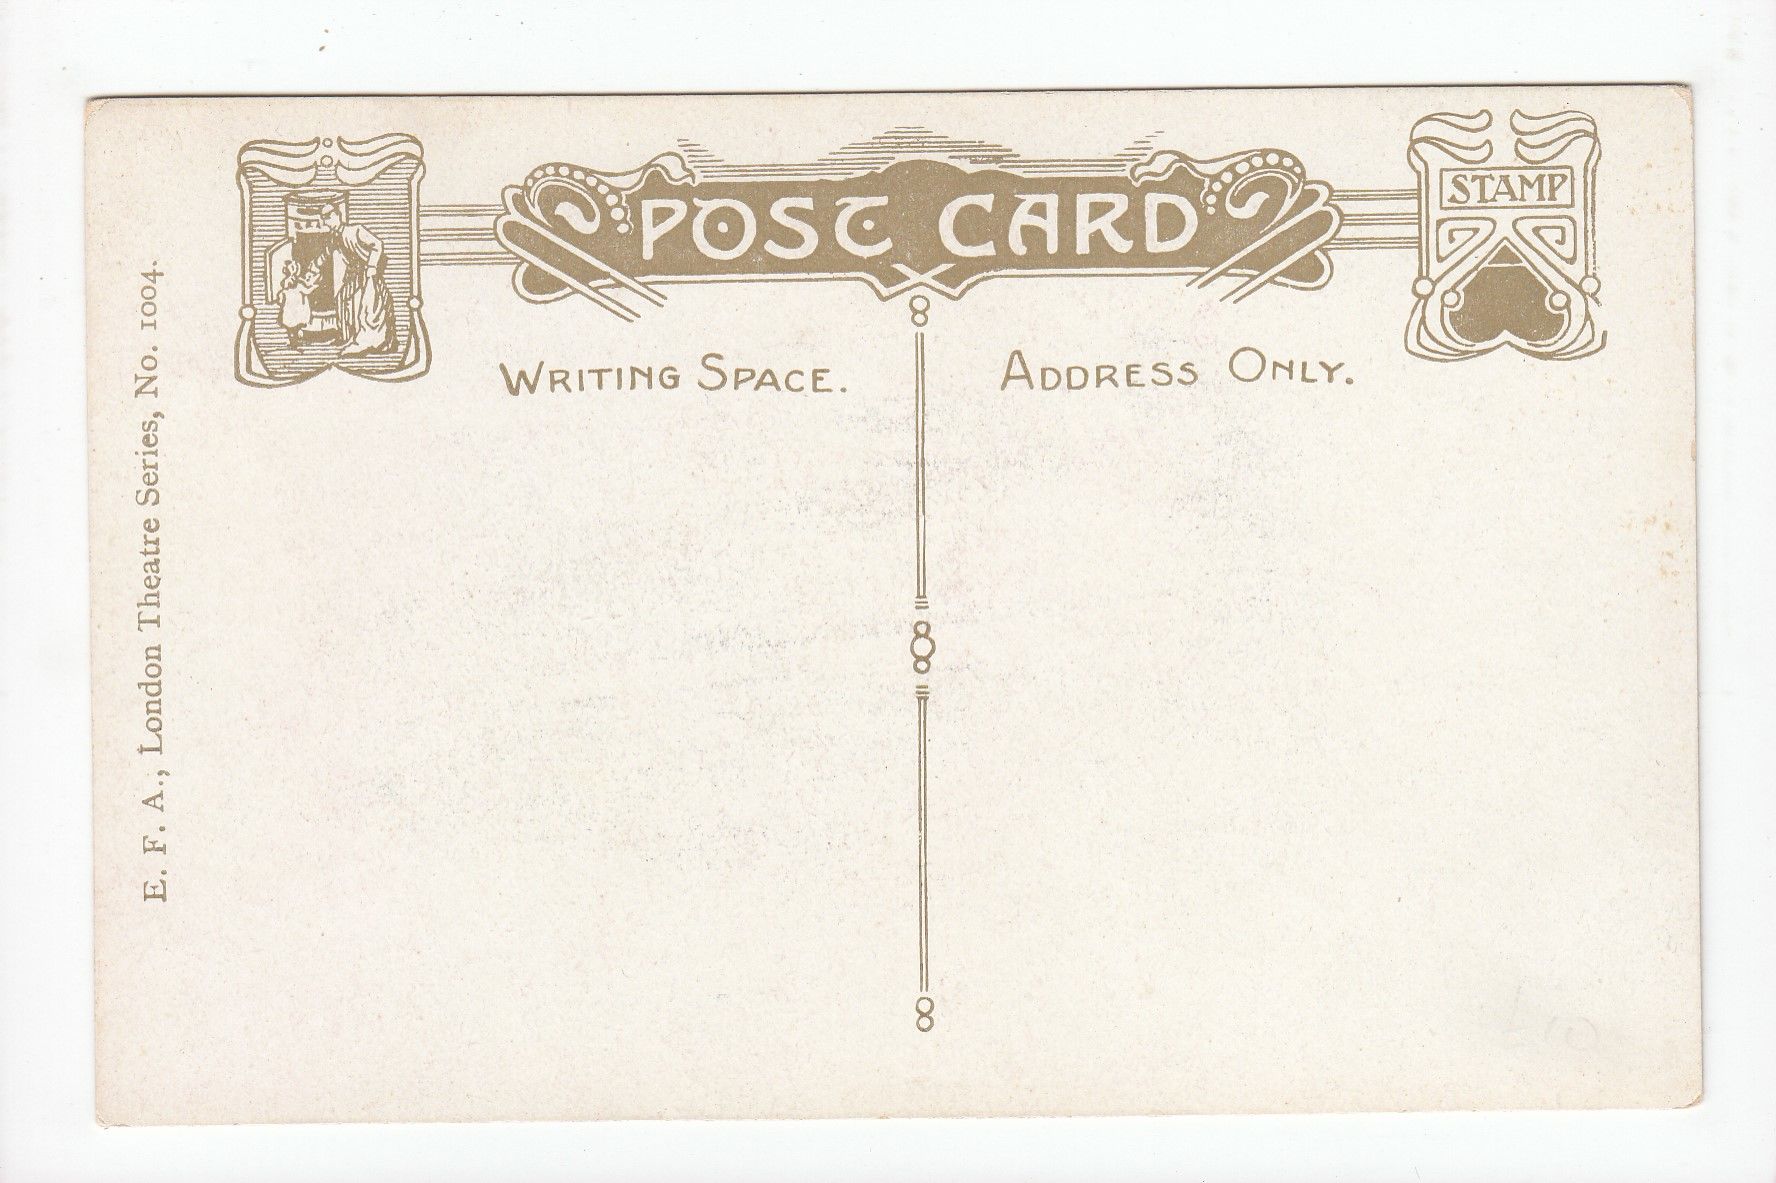 POST CARD
STAMP
WRITING SPACE.
ADDRESS ONLY.
E. F. A., London Theatre Series, No. 1004.